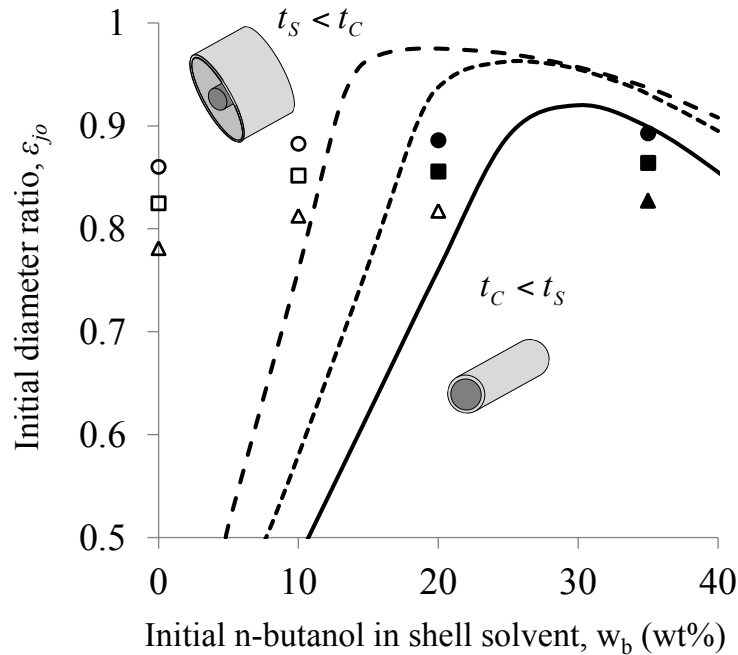 t_S < t_C
1
0.9
0.8
0.7
0.6
0.5
Initial diameter ratio, ε_jo
t_C < t_S
0 10 20 30 40
Initial n-butanol in shell solvent, w_b (wt%)